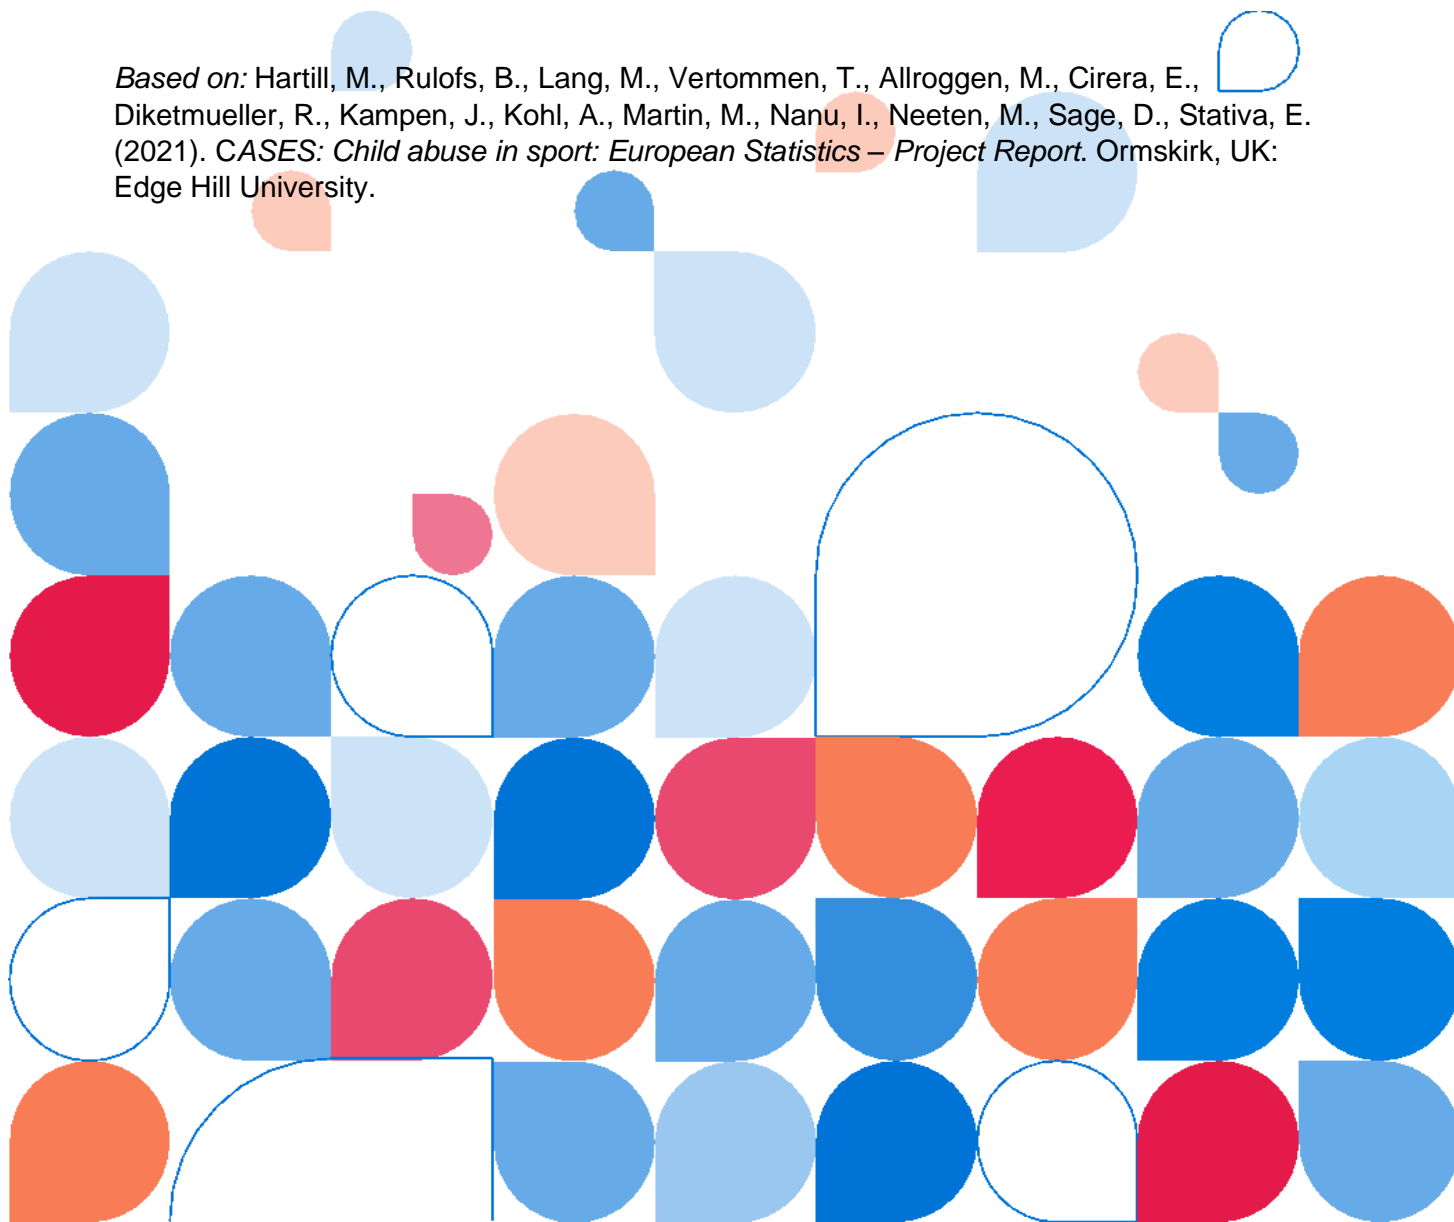 Based on: Hartill, M., Rulofs, B., Lang, M., Vertommen, T., Allroggen, M., Cirera, E.,
Diketmueller, R., Kampen, J., Kohl, A., Martin, M., Nanu, I., Neeten, M., Sage, D., Stativa, E.
(2021). CASES: Child abuse in sport: European Statistics – Project Report. Ormskirk, UK:
Edge Hill University.